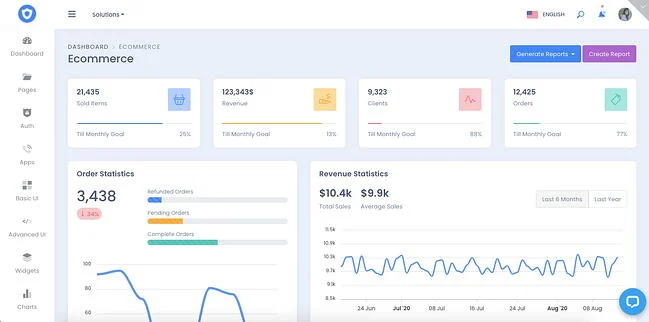 Solutions
ENGLISH
Dashboard
Pages
Auth
Apps
Basic UI
Advanced UI
Widgets
Charts
DASHBOARD > ECOMMERCE
Ecommerce
Generate Reports
Create Report
21,435
Sold Items
Till Monthly Goal 25%
123,343$
Revenue
Till Monthly Goal 13%
9,323
Clients
Till Monthly Goal 88%
12,425
Orders
Till Monthly Goal 77%
Order Statistics
3,438
↓ 34%
Refunded Orders
Pending Orders
Complete Orders
100
80
60
Revenue Statistics
$10.4k $9.9k
Total Sales Average Sales
Last 6 Months Last Year
11.5k
10.9k
10.3k
9.7k
9.1k
8.5k
24 Jun Jul '20 08 Jul 16 Jul 24 Jul Aug '20 08 Aug